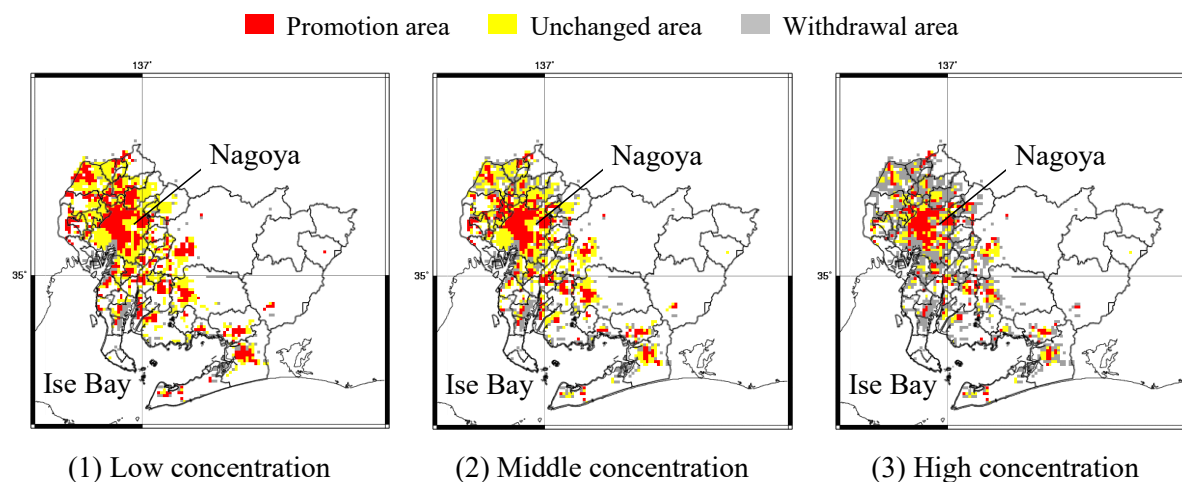 Promotion area Unchanged area Withdrawal area
137° 137° 137°
Nagoya Nagoya Nagoya
35° 35° 35°
Ise Bay Ise Bay Ise Bay
(1) Low concentration (2) Middle concentration (3) High concentration